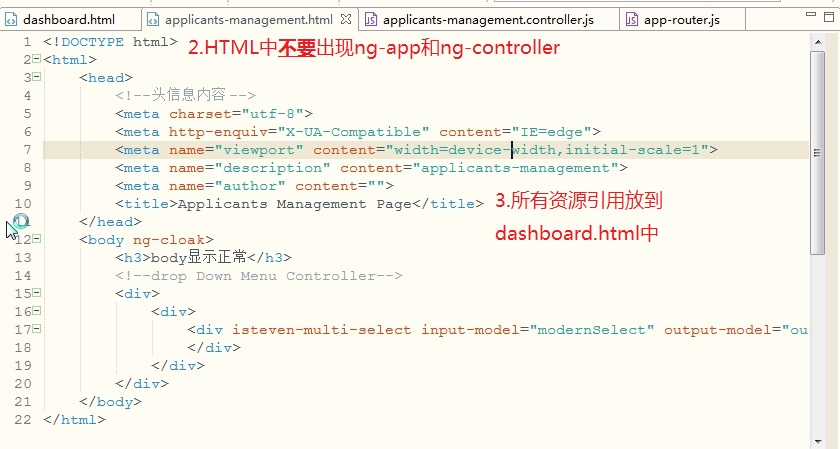 dashboard.html applicants-management.html applicants-management.controller.js app-router.js
2.HTML中不要出现ng-app和ng-controller
1 <!DOCTYPE html>
2 <html>
3 <head>
4 <!--头信息内容-->
5 <meta charset="utf-8">
6 <meta http-enquiv="X-UA-Compatible" content="IE=edge">
7 <meta name="viewport" content="width=device-width,initial-scale=1">
8 <meta name="description" content="applicants-management">
9 <meta name="author" content="">
10 <title>Applicants Management Page</title>
3.所有资源引用放到
dashboard.html中
</head>
12 <body ng-cloak>
13 <h3>body显示正常</h3>
14 <!--drop Down Menu Controller-->
15 <div>
16 <div>
17 <div isteven-multi-select input-model="modernSelect" output-model="ou
18 </div>
19 </div>
20 </div>
21 </body>
22 </html>